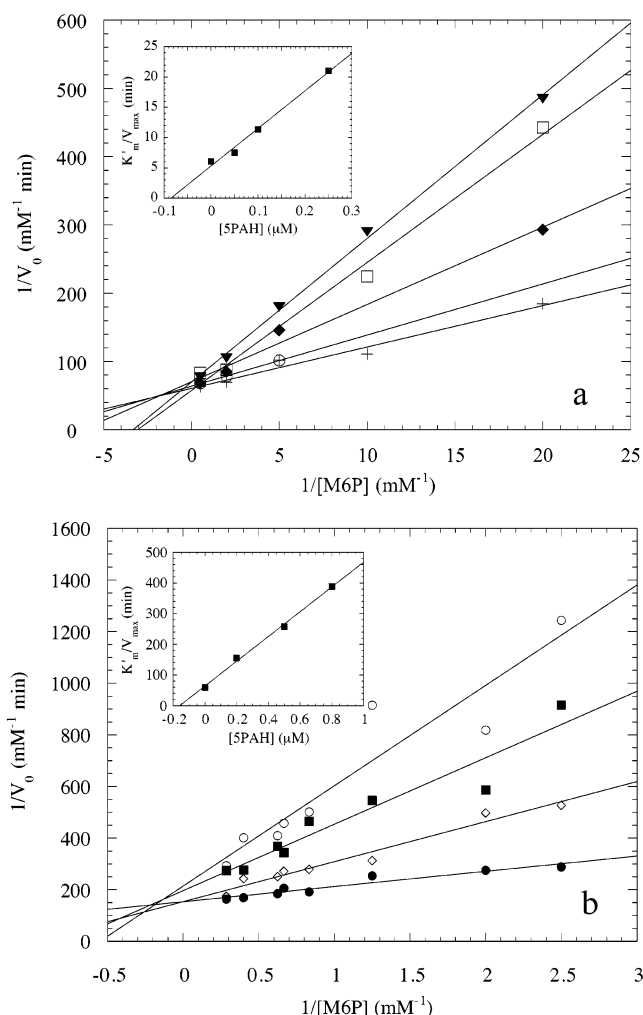 600
500
400
300
200
100
0
1/V₀ (mM⁻¹ min)
-5 0 5 10 15 20 25
1/[M6P] (mM⁻¹)
a
25
20
15
10
5
0
K'ₘ/Vₘₐₓ (min)
-0.1 0 0.1 0.2 0.3
[5PAH] (μM)
1600
1400
1200
1000
800
600
400
200
0
1/V₀ (mM⁻¹ min)
-0.5 0 0.5 1 1.5 2 2.5 3
1/[M6P] (mM⁻¹)
b
500
400
300
200
100
0
K'ₘ/Vₘₐₓ (min)
-0.2 0 0.2 0.4 0.6 0.8 1
[5PAH] (μM)